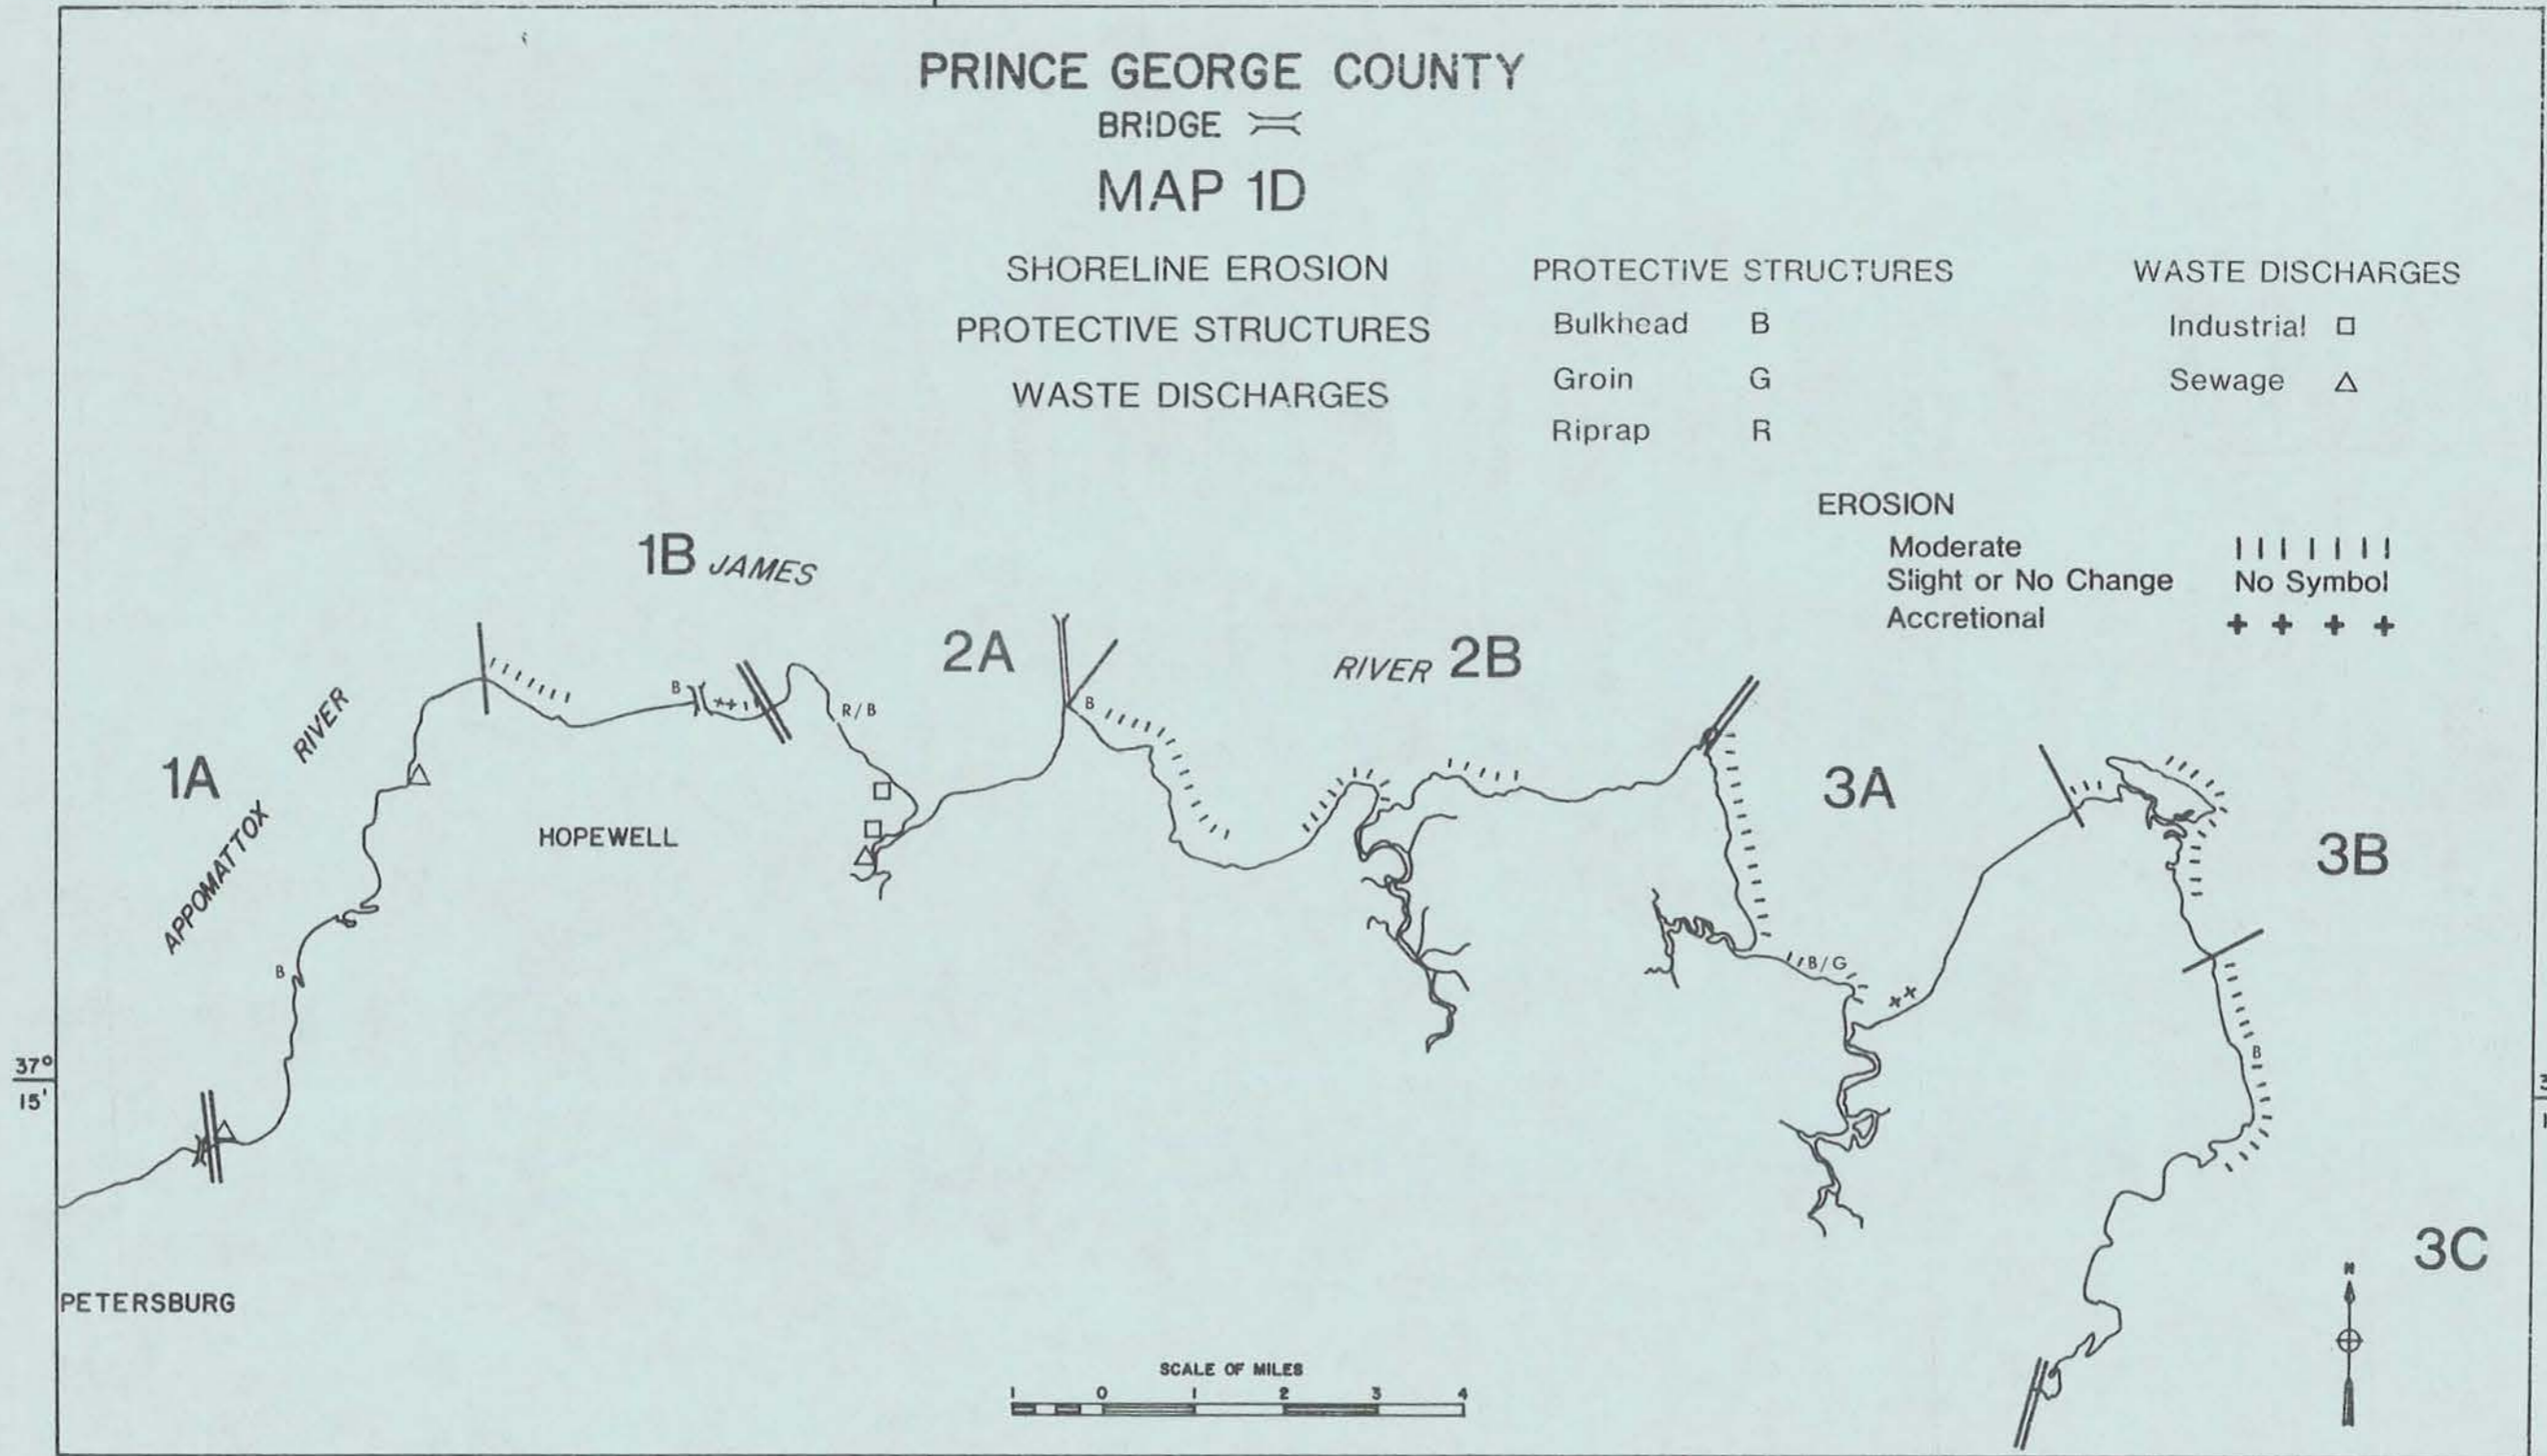 PRINCE GEORGE COUNTY
BRIDGE
MAP 1D
SHORELINE EROSION
PROTECTIVE STRUCTURES
WASTE DISCHARGES
PROTECTIVE STRUCTURES
Bulkhead B
Groin G
Riprap R
WASTE DISCHARGES
Industrial
Sewage
EROSION
Moderate
Slight or No Change No Symbol
Accretional
1B JAMES
2A
RIVER 2B
1A
RIVER
APPOMATTOX
B
R/B
B
3A
HOPEWELL
3B
B
B/G
B
37°
15'
3C
N
PETERSBURG
SCALE OF MILES
1 0 1 2 3 4